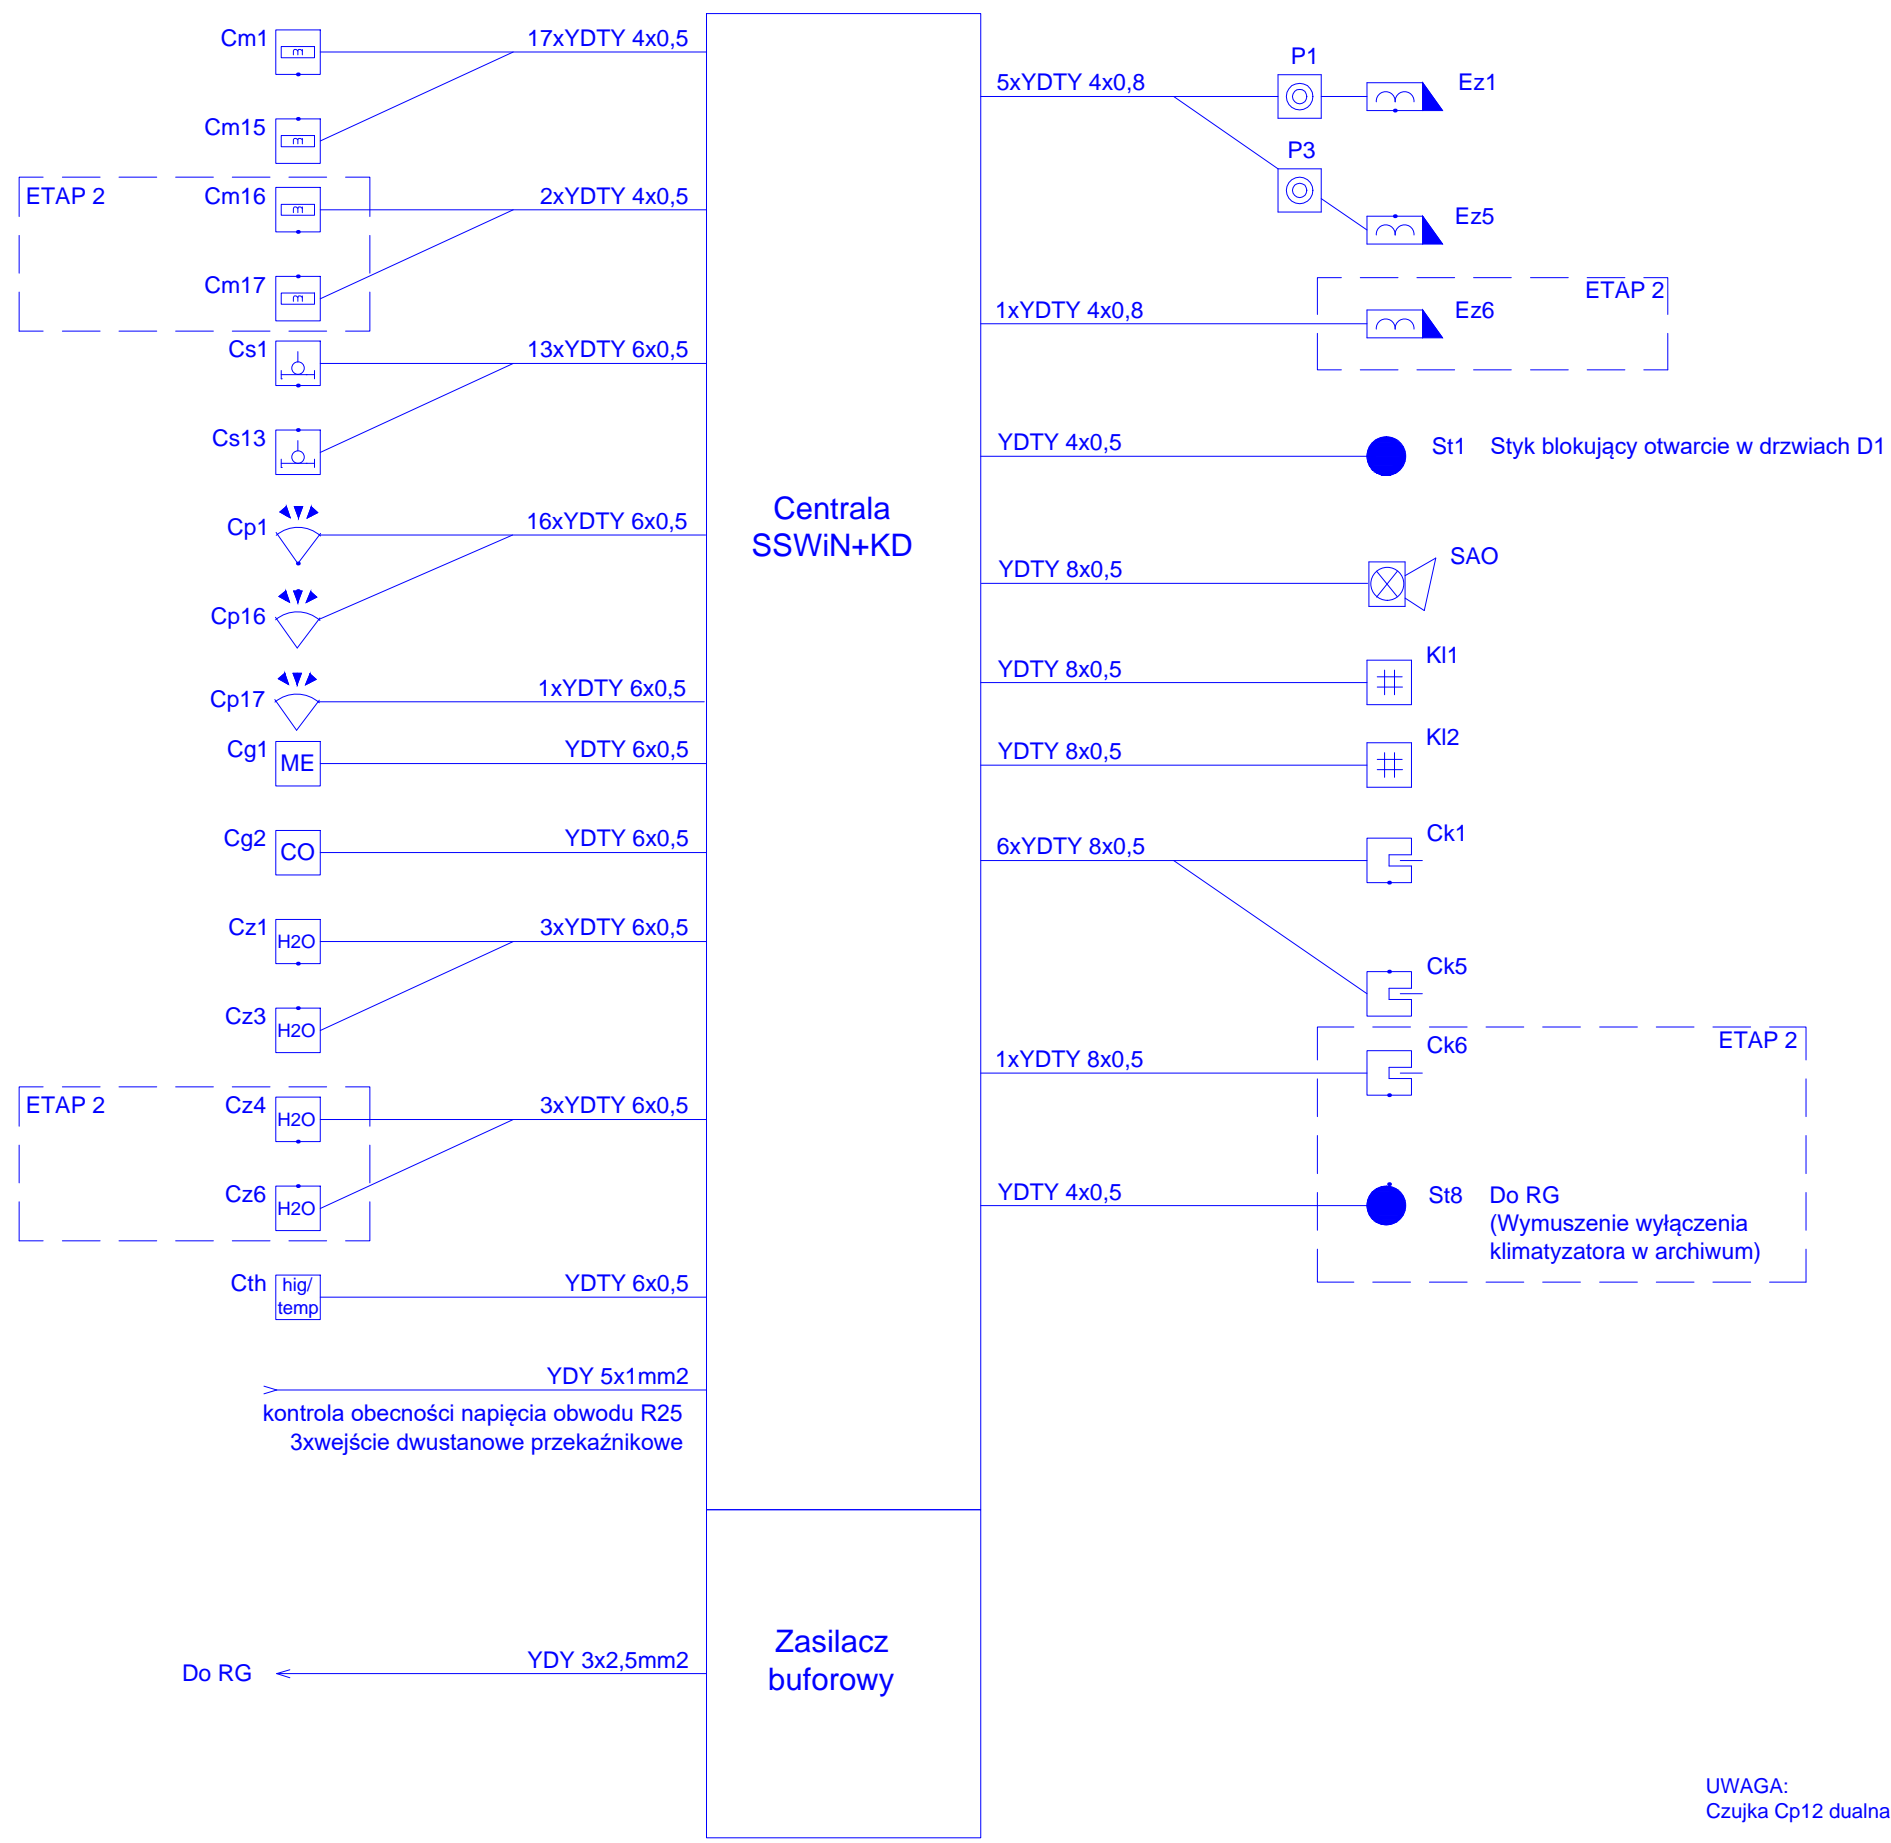 Cm1
17xYDTY 4x0,5
Cm15
ETAP 2
Cm16
2xYDTY 4x0,5
Cm17
Cs1
13xYDTY 6x0,5
Cs13
Cp1
16xYDTY 6x0,5
Cp16
Cp17
1xYDTY 6x0,5
Cg1
ME
YDTY 6x0,5
Cg2
CO
YDTY 6x0,5
Cz1
H2O
3xYDTY 6x0,5
Cz3
H2O
ETAP 2
Cz4
H2O
3xYDTY 6x0,5
Cz6
H2O
Cth
hig/
temp
YDTY 6x0,5
YDY 5x1mm2
kontrola obecności napięcia obwodu R25
3xwejście dwustanowe przekaźnikowe
Do RG
YDY 3x2,5mm2
Centrala
SSWiN+KD
Zasilacz
buforowy
5xYDTY 4x0,8
P1
Ez1
P3
Ez5
1xYDTY 4x0,8
ETAP 2
Ez6
YDTY 4x0,5
St1 Styk blokujący otwarcie w drzwiach D1
YDTY 8x0,5
SAO
YDTY 8x0,5
Kl1
YDTY 8x0,5
Kl2
6xYDTY 8x0,5
Ck1
Ck5
1xYDTY 8x0,5
Ck6
ETAP 2
YDTY 4x0,5
St8 Do RG
(Wymuszenie wyłączenia
klimatyzatora w archiwum)
UWAGA:
Czujka Cp12 dualna
m
m
m
m